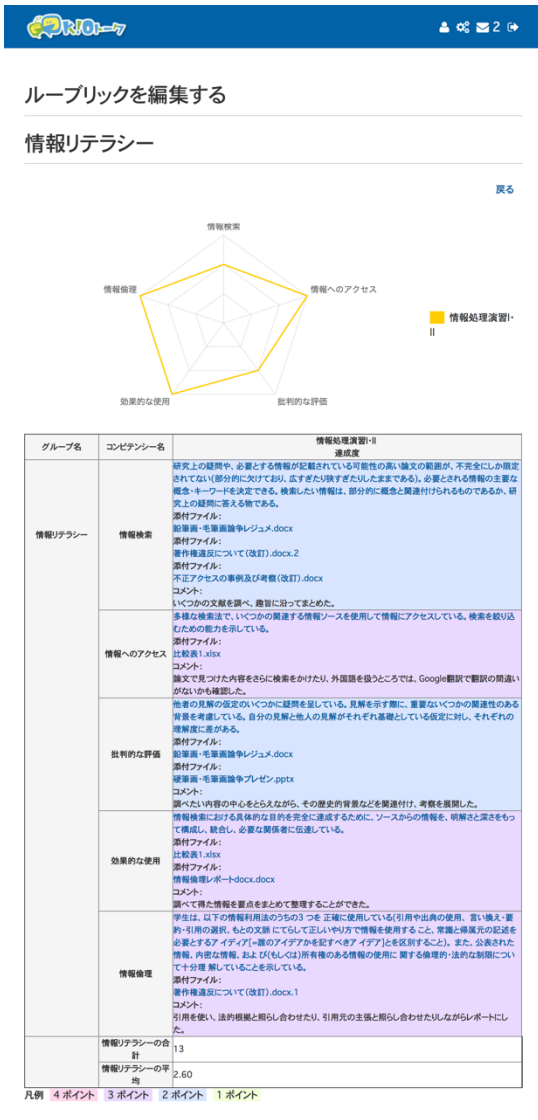 K!Oトーク
2
ルーブリックを編集する
情報リテラシー
戻る
情報検索
情報倫理
情報へのアクセス
情報処理演習I・
II
効果的な使用
批判的な評価
グループ名
コンピテンシー名
情報処理演習I・II
達成度
情報リテラシー
情報検索
研究上の疑問や、必要とする情報が記載されている可能性の高い論文の範囲が、不完全にしか限定
されてない(部分的に欠けており、広すぎたり狭すぎたりしたままである)。必要とされる情報の主要な
概念・キーワードを決定できる。検索したい情報は、部分的に概念と関連付けられるものであるか、研
究上の疑問に答える物である。
添付ファイル:
鉛筆画・毛筆画論争レジュメ.docx
添付ファイル:
著作権違反について(改訂).docx.2
添付ファイル:
不正アクセスの事例及び考察(改訂).docx
コメント:
いくつかの文献を調べ、趣旨に沿ってまとめた。
情報へのアクセス
多様な検索法で、いくつかの関連する情報ソースを使用して情報にアクセスしている。検索を絞り込
むための能力を示している。
添付ファイル:
比較表1.xlsx
コメント:
論文で見つけた内容をさらに検索をかけたり、外国語を扱うところでは、Google翻訳で翻訳の間違い
がないかも確認した。
批判的な評価
他者の見解の仮定のいくつかに疑問を呈している。見解を示す際に、重要ないくつかの関連性のある
背景を考慮している。自分の見解と他人の見解がそれぞれ基礎としている仮定に対し、それぞれの
理解度に差がある。
添付ファイル:
鉛筆画・毛筆画論争レジュメ.docx
添付ファイル:
硬筆画・毛筆画論争プレゼン.pptx
コメント:
調べたい内容の中心をとらえながら、その歴史的背景などを関連付け、考察を展開した。
効果的な使用
情報検索における具体的な目的を完全に達成するために、ソースからの情報を、明解さと深さをもっ
て構成し、統合し、必要な関係者に伝達している。
添付ファイル:
比較表1.xlsx
添付ファイル:
情報倫理レポートdocx.docx
コメント:
調べて得た情報を要点をまとめて整理することができた。
情報倫理
学生は、以下の情報利用法のうちの3 つを 正確に使用している(引用や出典の使用、 言い換え・要
約・引用の選択、もとの文脈 にてらして正しいやり方で情報を使用する こと、常識と帰属元の記述を
必要とするア イディア[=誰のアイデアかを記すべきア イデア]とを区別すること)。また、公表された
情報、内密な情報、およ び(もしくは)所有権のある情報の使用に 関する倫理的・法的な制限につい
て十分理 解していることを示している。
添付ファイル:
著作権違反について(改訂).docx.1
コメント:
引用を使い、法的根拠と照らし合わせたり、引用元の主張と照らし合わせたりしながらレポートにし
た。
情報リテラシーの合
計
13
情報リテラシーの平
均
2.60
凡例 4 ポイント 3 ポイント 2 ポイント 1 ポイント